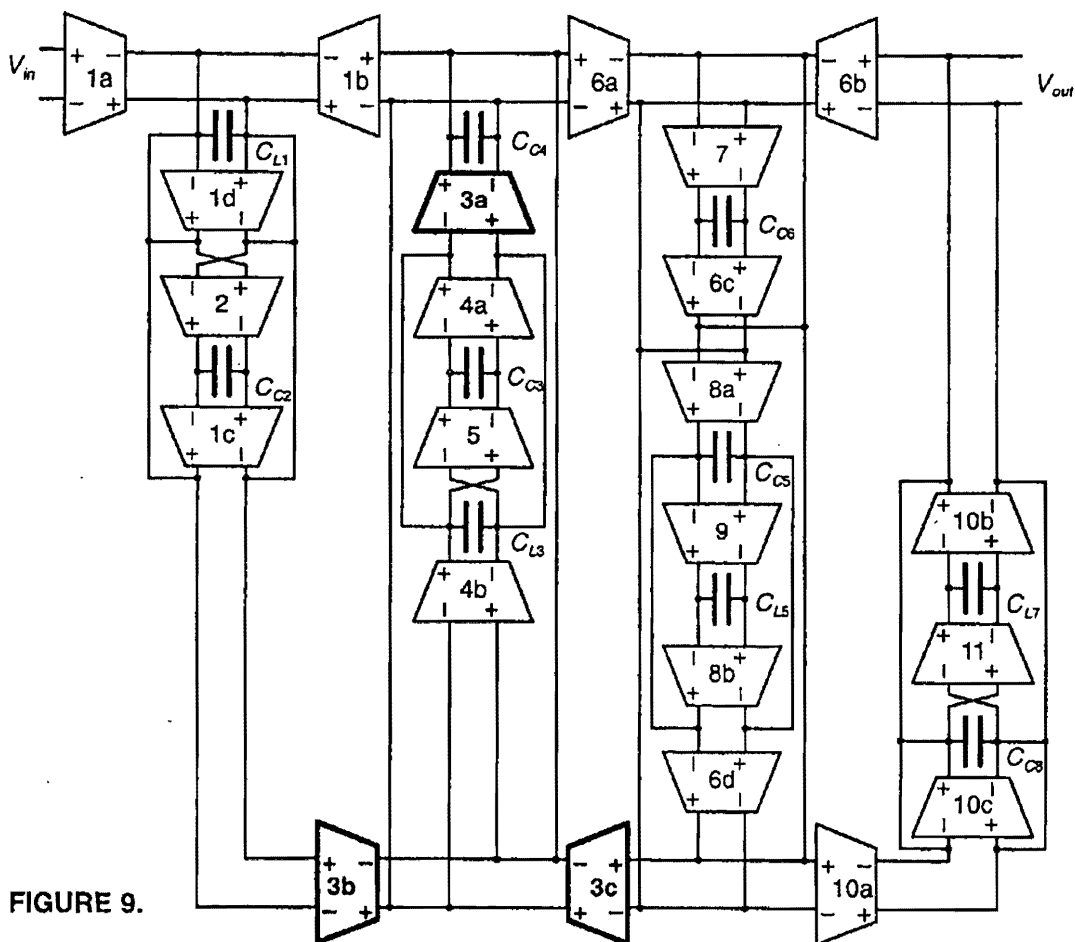 V_in
1a
1b
6a
6b
V_out
C_L1
1d
2
C_C2
1c
C_C4
3a
4a
C_C3
5
C_L3
4b
7
C_C6
6c
8a
C_C5
9
C_L5
8b
6d
10b
C_L7
11
C_C8
10c
3b
3c
10a
FIGURE 9.